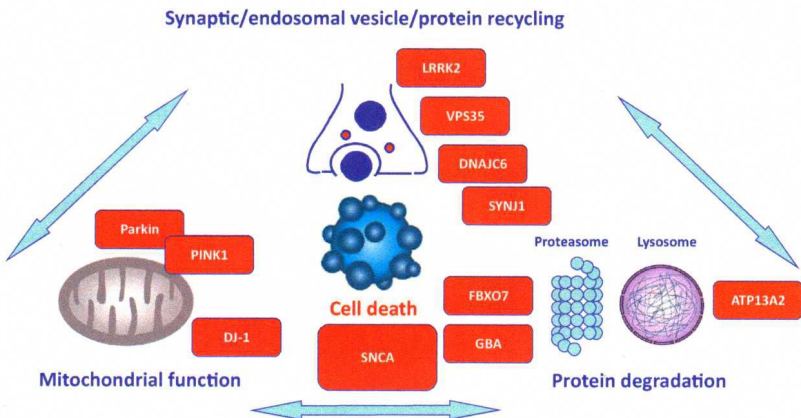 Synaptic/endosomal vesicle/protein recycling
LRRK2
VPS35
DNAJC6
SYNJ1
Parkin
PINK1
Proteasome
Lysosome
FBXO7
ATP13A2
Cell death
DJ-1
SNCA
GBA
Mitochondrial function
Protein degradation